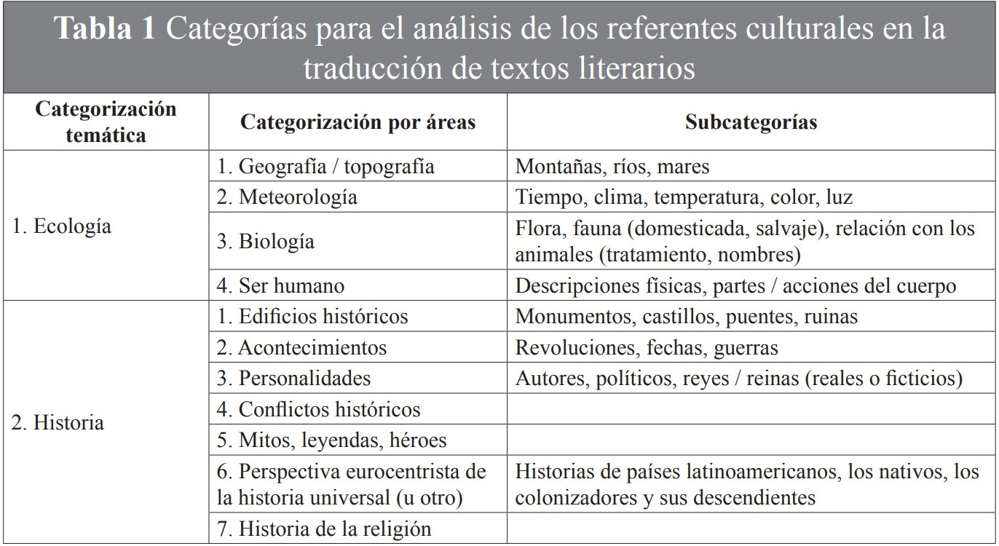 Tabla 1 Categorías para el análisis de los referentes culturales en la
traducción de textos literarios
Categorización
temática
Categorización por áreas
Subcategorías
1. Ecología
1. Geografía / topografía
Montañas, ríos, mares
2. Meteorología
Tiempo, clima, temperatura, color, luz
3. Biología
Flora, fauna (domesticada, salvaje), relación con los
animales (tratamiento, nombres)
4. Ser humano
Descripciones físicas, partes / acciones del cuerpo
2. Historia
1. Edificios históricos
Monumentos, castillos, puentes, ruinas
2. Acontecimientos
Revoluciones, fechas, guerras
3. Personalidades
Autores, políticos, reyes / reinas (reales o ficticios)
4. Conflictos históricos
5. Mitos, leyendas, héroes
6. Perspectiva eurocentrista de
la historia universal (u otro)
Historias de países latinoamericanos, los nativos, los
colonizadores y sus descendientes
7. Historia de la religión